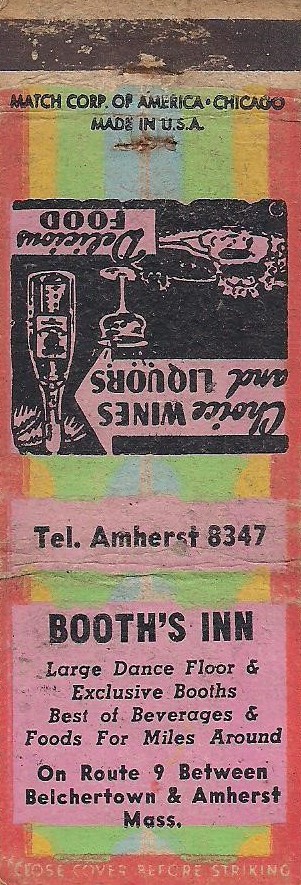 MATCH CORP. OF AMERICA • CHICAGO
MADE IN U.S.A.
Choice WINES
and LIQUORS
Delicious
FOOD
Tel. Amherst 8347
BOOTH'S INN
Large Dance Floor &
Exclusive Booths
Best of Beverages &
Foods For Miles Around
On Route 9 Between
Belchertown & Amherst
Mass.
CLOSE COVER BEFORE STRIKING